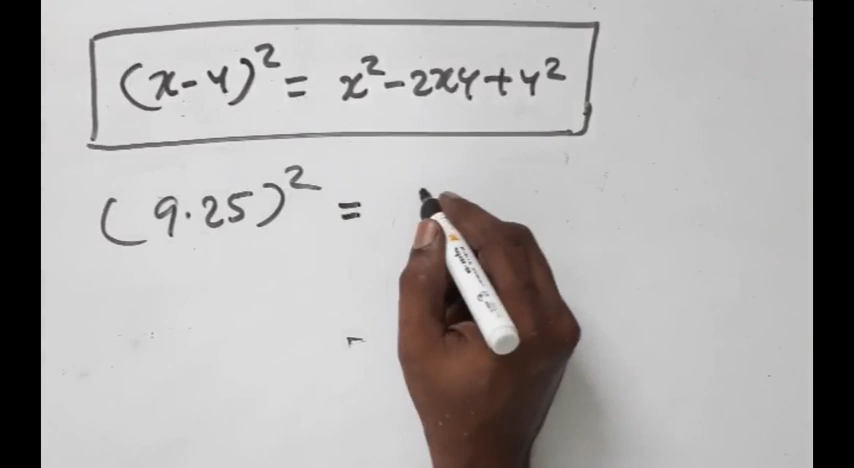 (x-y)² = x²-2xy+y²
(9.25)² =